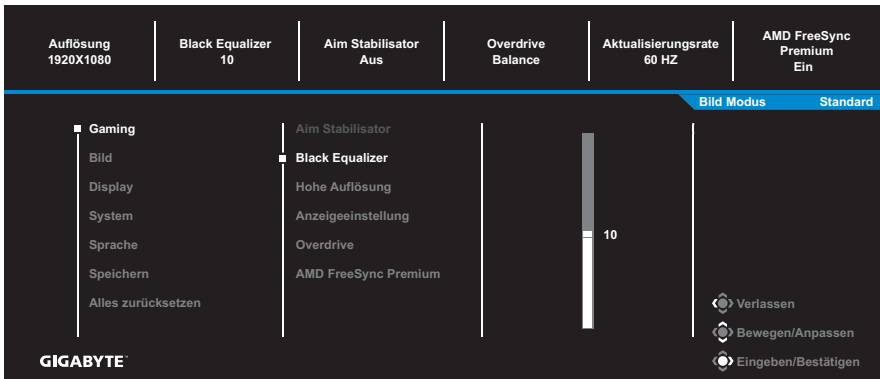 Auflösung
1920X1080
Black Equalizer
10
Aim Stabilisator
Aus
Overdrive
Balance
Aktualisierungsrate
60 HZ
AMD FreeSync
Premium
Ein
Bild Modus
Standard
Gaming
Bild
Display
System
Sprache
Speichern
Alles zurücksetzen
Aim Stabilisator
Black Equalizer
Hohe Auflösung
Anzeigeeinstellung
Overdrive
AMD FreeSync Premium
10
Verlassen
Bewegen/Anpassen
Eingeben/Bestätigen
GIGABYTE™